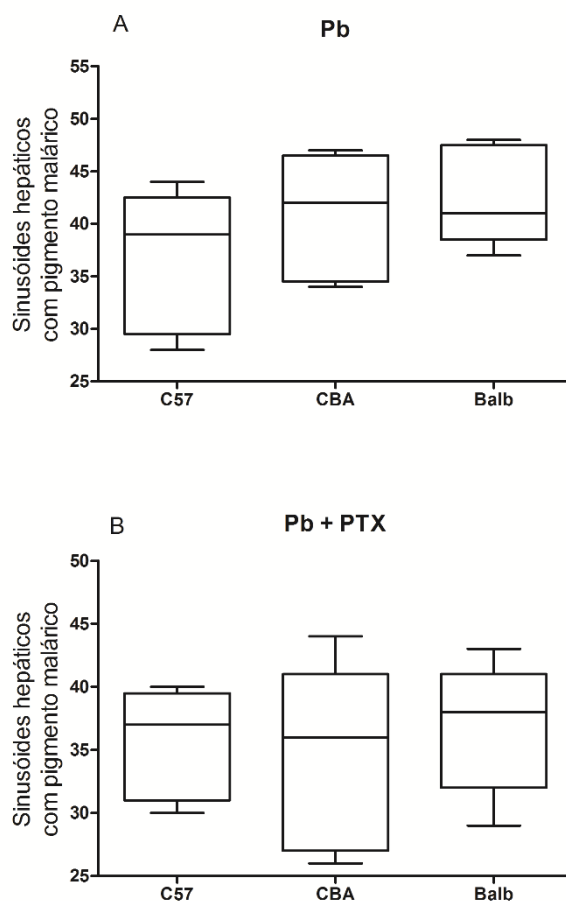 A
Pb
55
50
45
40
35
30
25
Sinusóides hepáticos
com pigmento malárico
C57 CBA Balb
B
Pb + PTX
50
45
40
35
30
25
Sinusóides hepáticos
com pigmento malárico
C57 CBA Balb